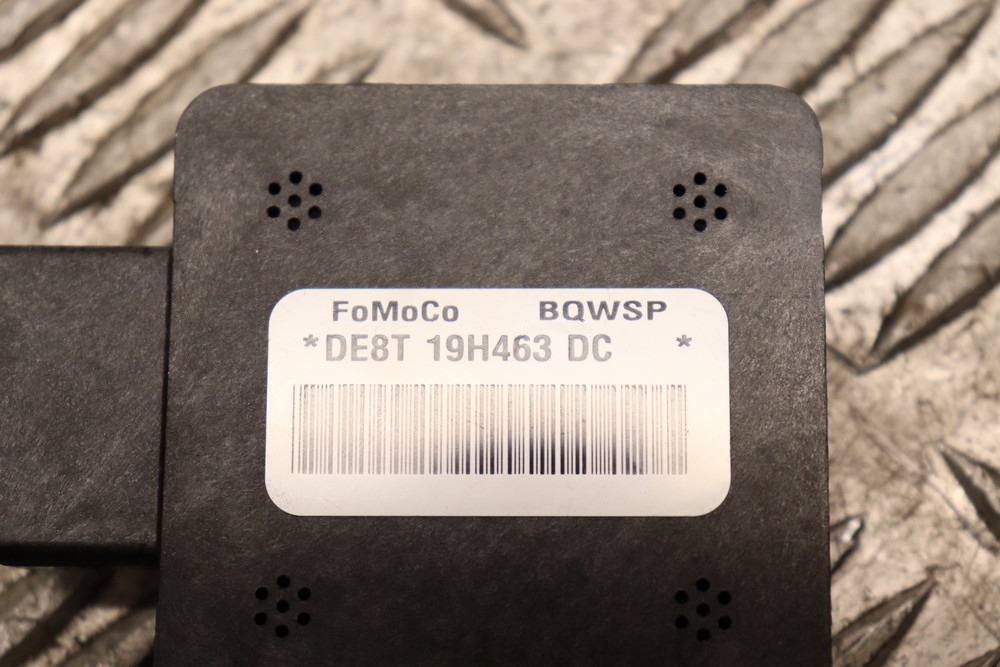 FoMoCo BQWSP
*DE8T 19H463 DC *